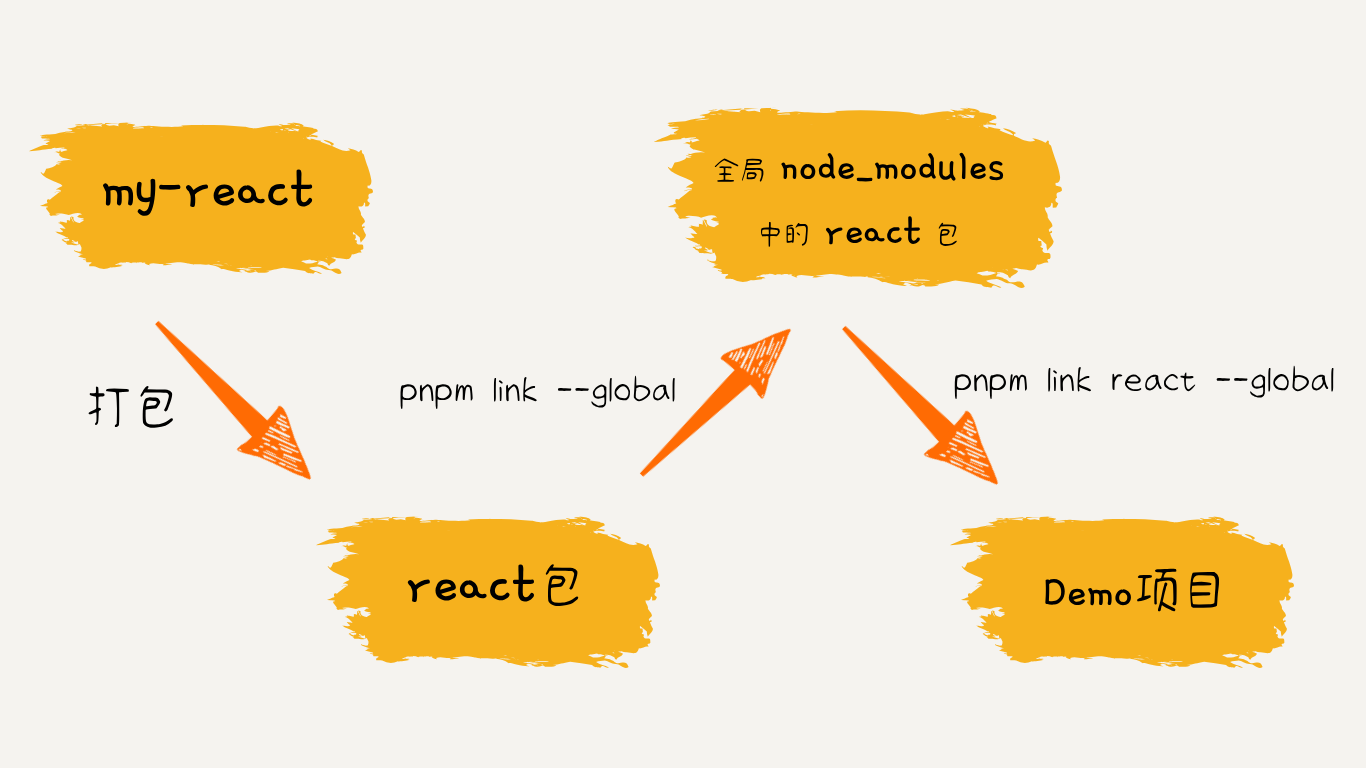 my-react
全局 node_modules
中的 react 包
打包
pnpm link --global
pnpm link react --global
react包
Demo项目